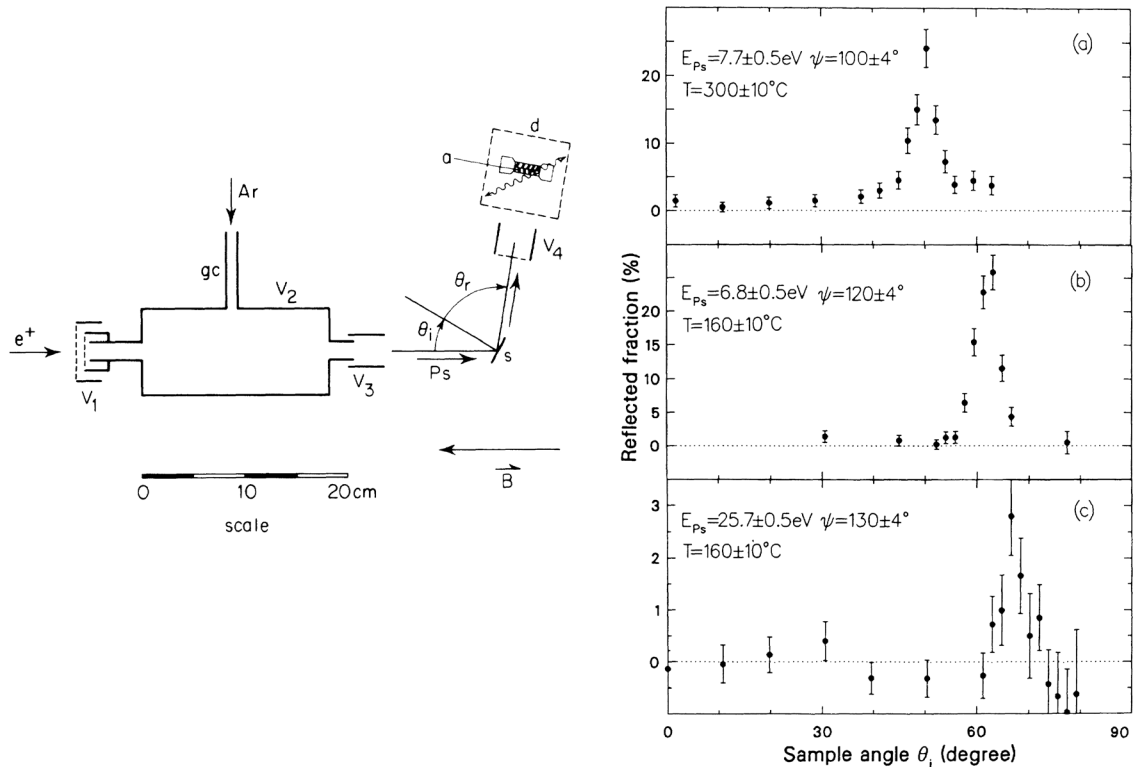 Ar
gc
V₂
e⁺
V₁
V₃
Ps
s
θᵢ
θᵣ
V₄
a
d
B
0 10 20cm
scale
Reflected fraction (%)
(a)
E_Ps=7.7±0.5eV ψ=100±4°
T=300±10°C
20
10
0
(b)
E_Ps=6.8±0.5eV ψ=120±4°
T=160±10°C
20
15
10
5
0
(c)
E_Ps=25.7±0.5eV ψ=130±4°
T=160±10°C
3
2
1
0
0 30 60 90
Sample angle θᵢ (degree)